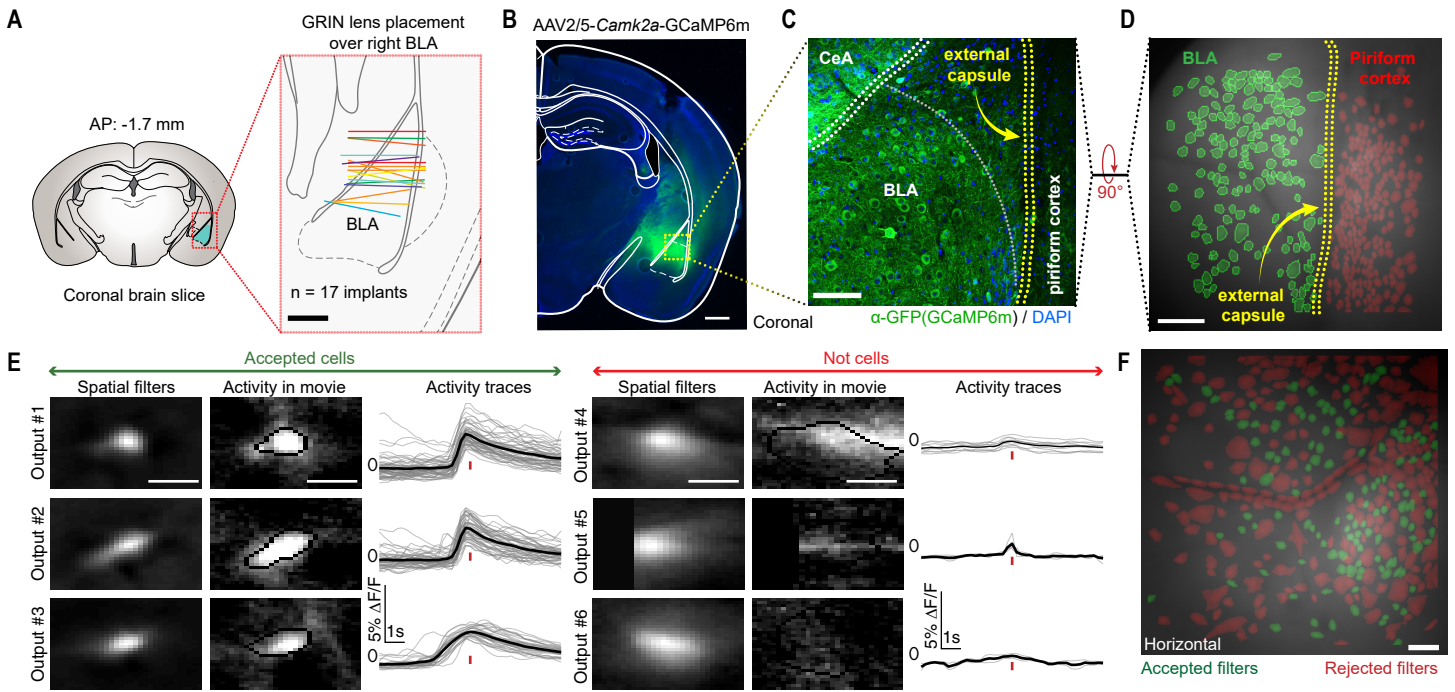 A
GRIN lens placement
over right BLA
AP: -1.7 mm
BLA
n = 17 implants
Coronal brain slice
B
AAV2/5-Camk2a-GCaMP6m
Coronal
C
CeA
external
capsule
BLA
piriform cortex
α-GFP(GCaMP6m) / DAPI
90°
D
BLA
Piriform
cortex
external
capsule
E
Accepted cells
Not cells
Spatial filters
Activity in movie
Activity traces
Spatial filters
Activity in movie
Activity traces
Output #1
0
Output #4
0
Output #2
0
Output #5
0
Output #3
5% ΔF/F
1s
0
Output #6
5% ΔF/F
1s
0
F
Horizontal
Accepted filters
Rejected filters